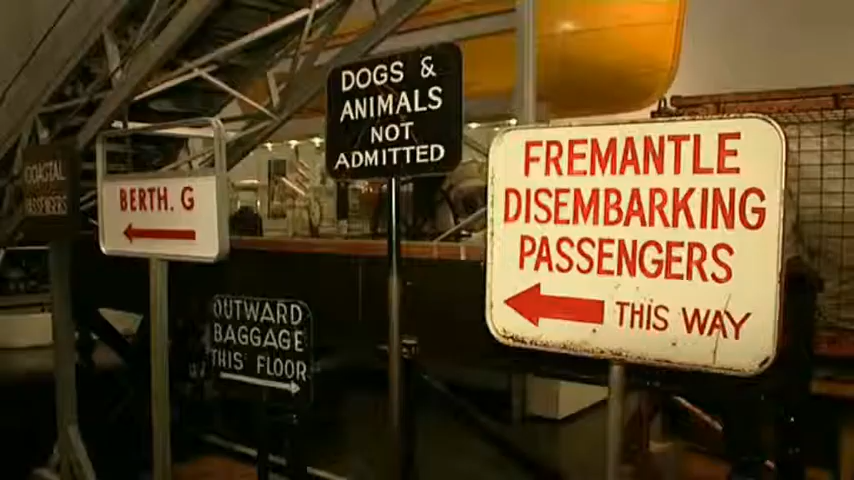 COASTAL
PASSENGERS
BERTH. G
DOGS &
ANIMALS
NOT
ADMITTED
OUTWARD
BAGGAGE
THIS FLOOR
FREMANTLE
DISEMBARKING
PASSENGERS
THIS WAY